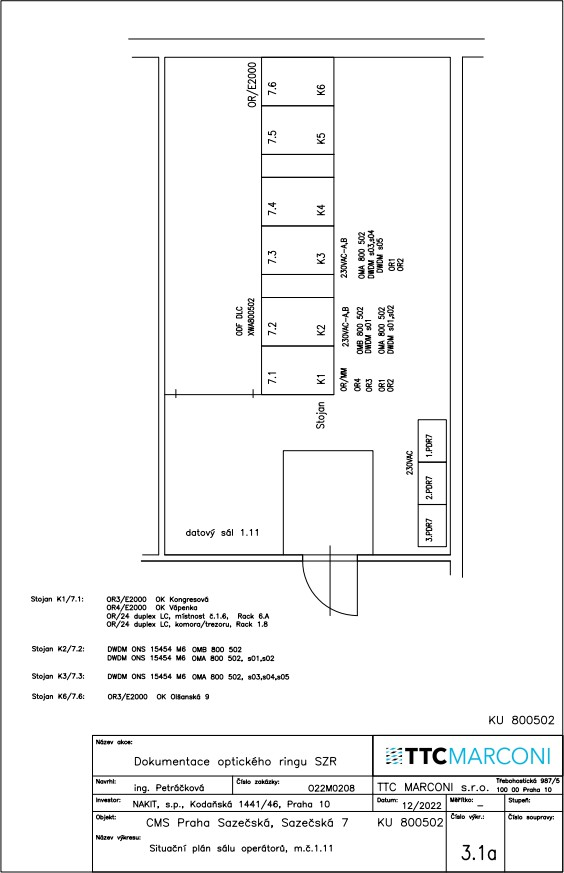 OR/E2000
7.6 K6
7.5 K5
7.4 K4
7.3 K3
230VAC-A,B
OMA 800 502
DWDM s03,s04
DWDM s05
OR1
OR2
ODF DLC
XWA800502
7.2 K2
230VAC-A,B
OMB 800 502
DWDM s01
OMA 800 502
DWDM s01,s02
7.1 K1
OR/MM
OR4
OR3
OR1
OR2
Stojan
230VAC
1.PDR7
2.PDR7
3.PDR7
datový sál 1.11
Stojan K1/7.1: OR3/E2000 OK Kongresová
OR4/E2000 OK Vápenka
OR/24 duplex LC, místnost č.1.6, Rack 6.A
OR/24 duplex LC, komora/trezoru, Rack 1.8
Stojan K2/7.2: DWDM ONS 15454 M6 OMB 800 502
DWDM ONS 15454 M6 OMA 800 502, s01,s02
Stojan K3/7.3: DWDM ONS 15454 M6 OMA 800 502, s03,s04,s05
Stojan K6/7.6: OR3/E2000 OK Olšanská 9
KU 800502
Název akce:
Dokumentace optického ringu SZR
TTC MARCONI
Navrhl: ing. Petráčková
Číslo zakázky: 022M0208
TTC MARCONI s.r.o. Třebohostická 987/5
100 00 Praha 10
Investor: NAKIT, s.p., Kodaňská 1441/46, Praha 10
Datum: 12/2022
Měřítko: –
Stupeň:
Objekt: CMS Praha Sazečská, Sazečská 7 KU 800502
Číslo výkr.: 3.1a
Číslo soupravy:
Název výkresu:
Situační plán sálu operátorů, m.č.1.11